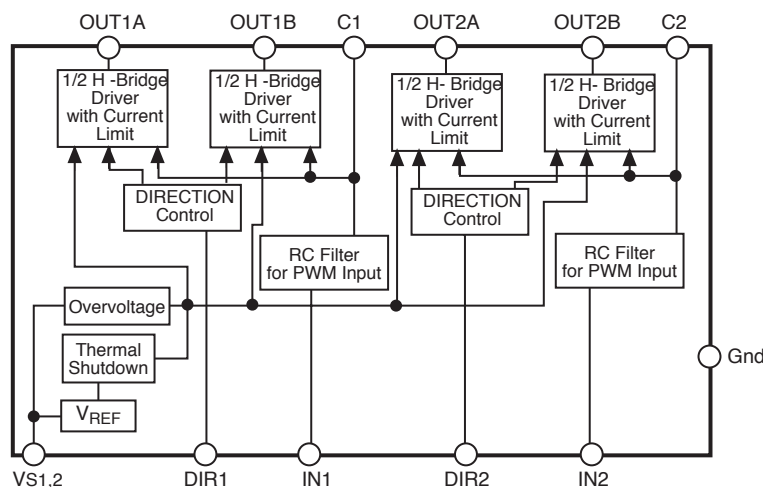 OUT1A
OUT1B
C1
OUT2A
OUT2B
C2
1/2 H -Bridge
Driver
with Current
Limit
1/2 H -Bridge
Driver
with Current
Limit
1/2 H- Bridge
Driver
with Current
Limit
1/2 H- Bridge
Driver
with Current
Limit
DIRECTION
Control
DIRECTION
Control
RC Filter
for PWM Input
RC Filter
for PWM Input
Overvoltage
Thermal
Shutdown
VREF
Gnd
VS1,2
DIR1
IN1
DIR2
IN2